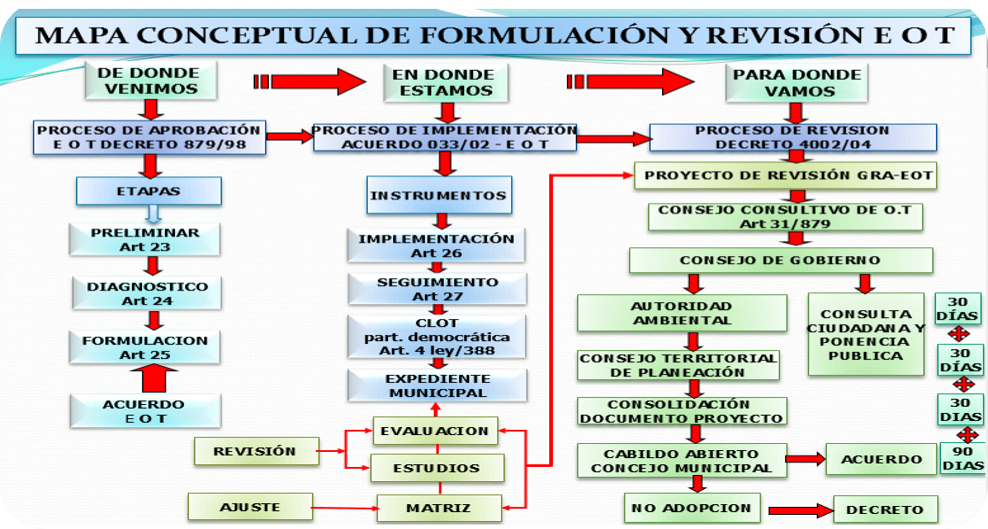 MAPA CONCEPTUAL DE FORMULACIÓN Y REVISIÓN E O T
DE DONDE
VENIMOS
EN DONDE
ESTAMOS
PARA DONDE
VAMOS
PROCESO DE APROBACIÓN
E O T DECRETO 879/98
PROCESO DE IMPLEMENTACIÓN
ACUERDO 033/02 - E O T
PROCESO DE REVISION
DECRETO 4002/04
ETAPAS
PRELIMINAR
Art 23
DIAGNOSTICO
Art 24
FORMULACION
Art 25
ACUERDO
E O T
INSTRUMENTOS
IMPLEMENTACIÓN
Art 26
SEGUIMIENTO
Art 27
CLOT
part. democrática
Art. 4 ley/388
EXPEDIENTE
MUNICIPAL
EVALUACION
REVISIÓN
ESTUDIOS
AJUSTE
MATRIZ
PROYECTO DE REVISIÓN GRA-EOT
CONSEJO CONSULTIVO DE O.T
Art 31/879
CONSEJO DE GOBIERNO
AUTORIDAD
AMBIENTAL
CONSEJO TERRITORIAL
DE PLANEACIÓN
CONSOLIDACIÓN
DOCUMENTO PROYECTO
CABILDO ABIERTO
CONCEJO MUNICIPAL
ACUERDO
NO ADOPCION
DECRETO
CONSULTA
CIUDADANA Y
PONENCIA
PUBLICA
30
DÍAS
30
DÍAS
30
DIAS
90
DIAS